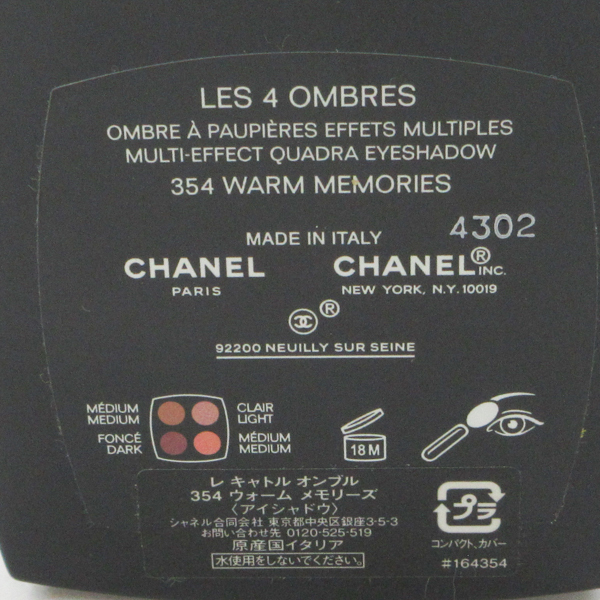 LES 4 OMBRES
OMBRE À PAUPIÈRES EFFETS MULTIPLES
MULTI-EFFECT QUADRA EYESHADOW
354 WARM MEMORIES
4302
MADE IN ITALY
CHANEL
PARIS
CHANEL® INC.
NEW YORK, N.Y. 10019
®
92200 NEUILLY SUR SEINE
MÉDIUM
MEDIUM
CLAIR
LIGHT
FONCÉ
DARK
MÉDIUM
MEDIUM
18 M
レ キャトル オンブル
354 ウォーム メモリーズ
〈アイシャドウ〉
シャネル合同会社 東京都中央区銀座3-5-3
お問い合わせ先 0120-525-519
原産国イタリア
水使用をしないでください。
プラ
コンパクト、カバー
#164354